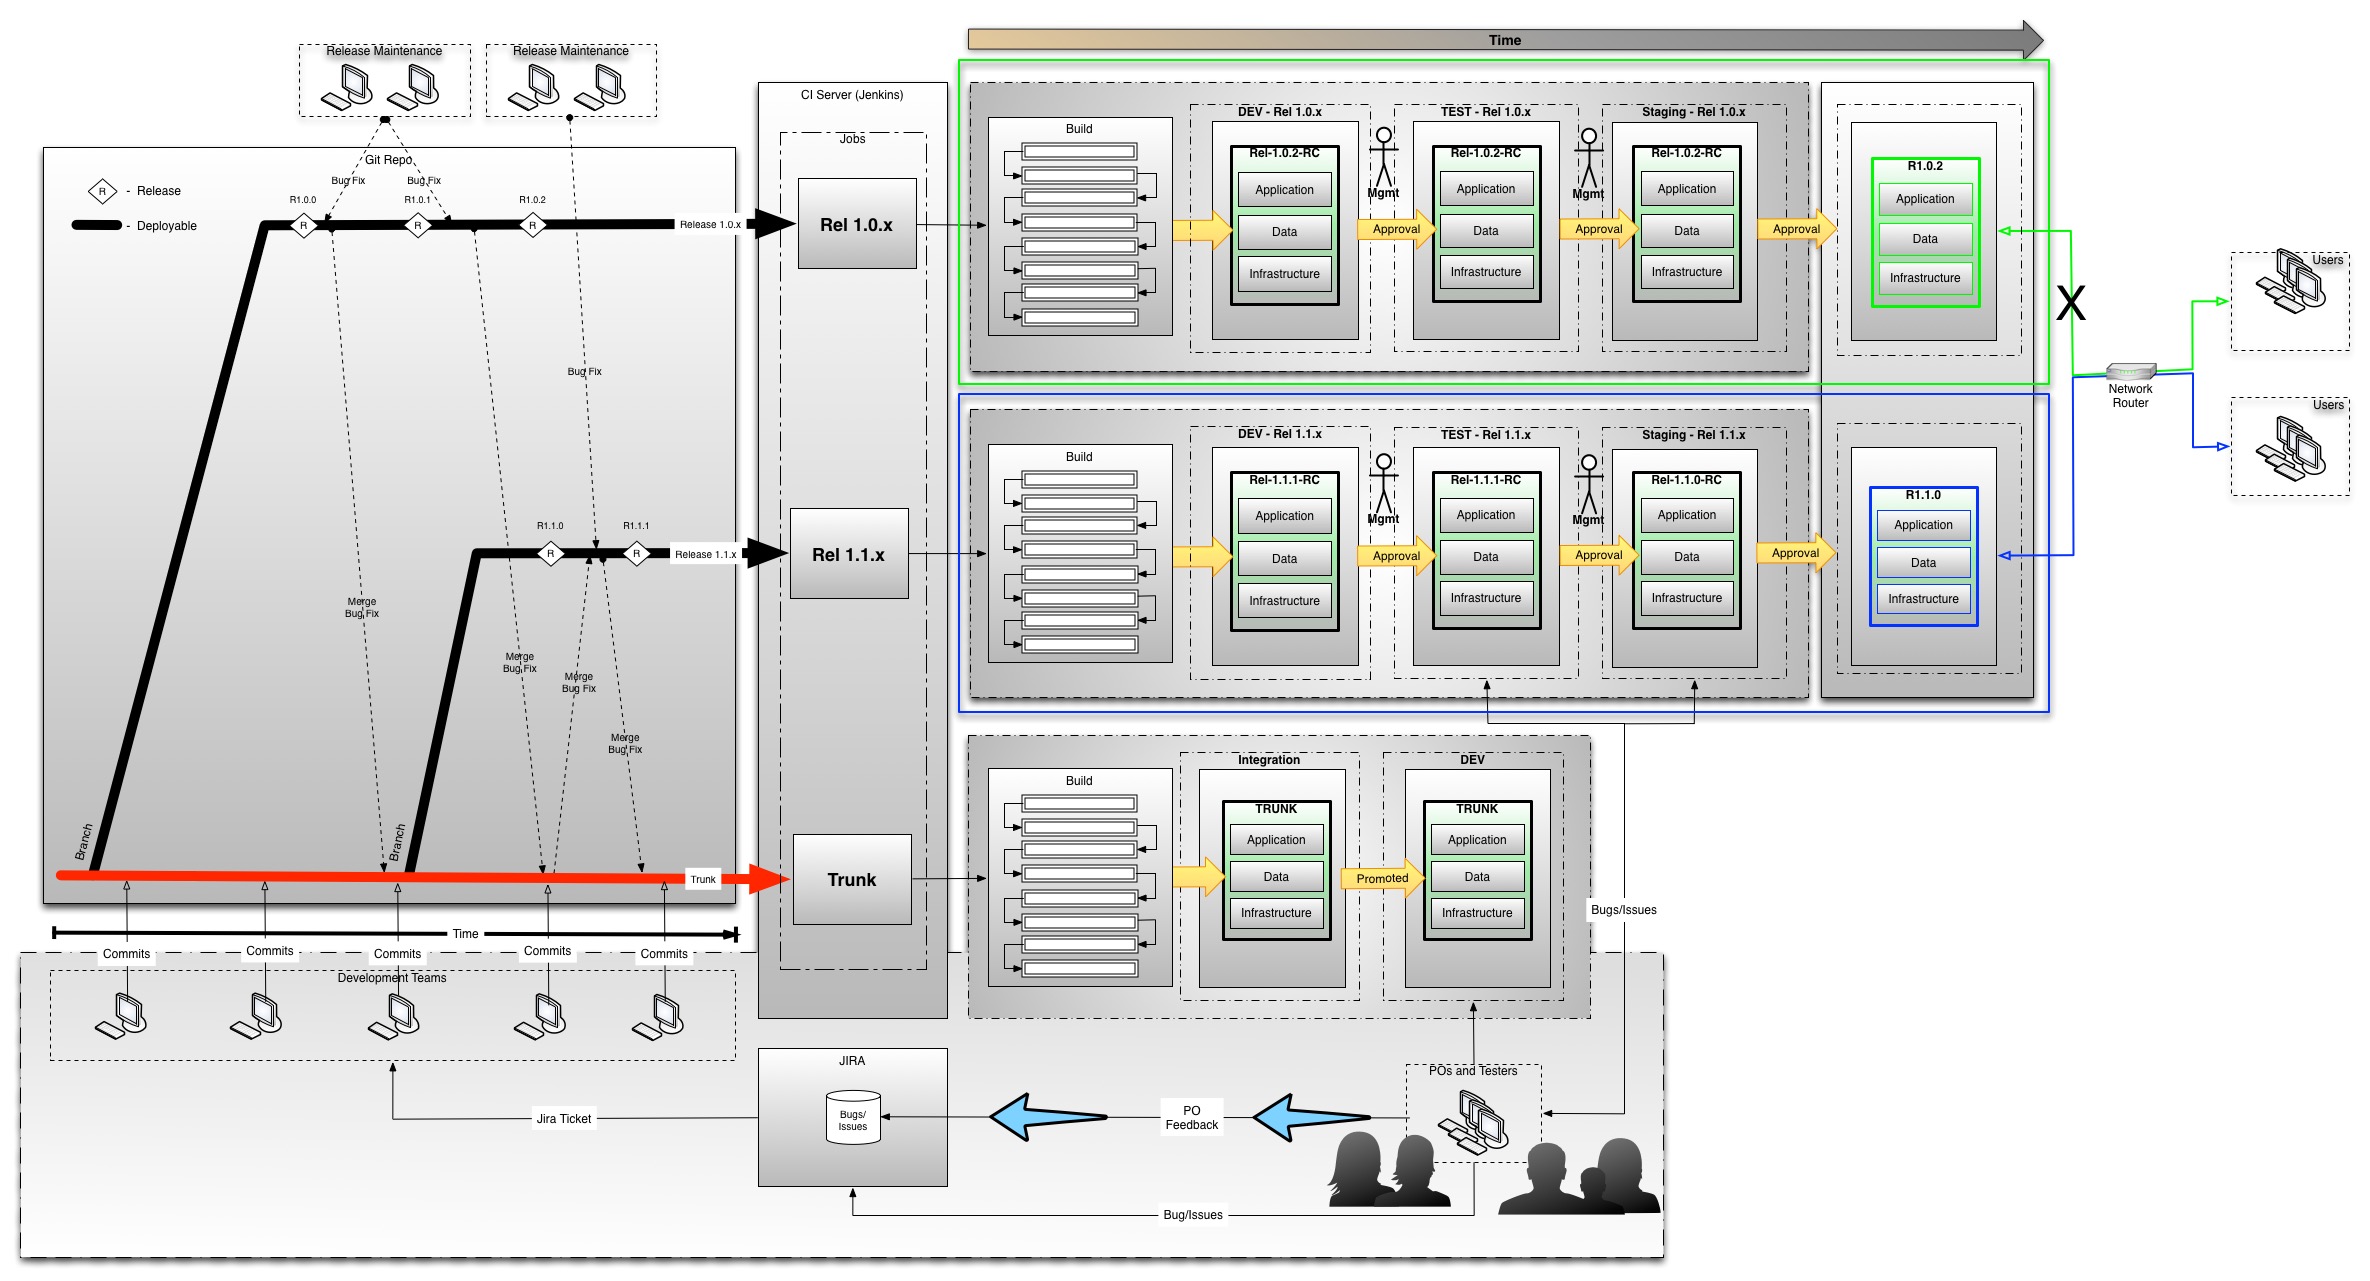 Time
Release Maintenance
Release Maintenance
CI Server (Jenkins)
Jobs
Git Repo
R - Release
- Deployable
Bug Fix
Bug Fix
R1.0.0
R1.0.1
R1.0.2
R
R
R
Release 1.0.x
Rel 1.0.x
Bug Fix
R1.1.0
R1.1.1
R
R
Release 1.1.x
Rel 1.1.x
Merge
Bug Fix
Merge
Bug Fix
Merge
Bug Fix
Merge
Bug Fix
Branch
Branch
Trunk
Trunk
Time
Commits
Commits
Commits
Commits
Commits
Development Teams
Build
DEV - Rel 1.0.x
Rel-1.0.2-RC
Application
Data
Infrastructure
Mgmt
Approval
TEST - Rel 1.0.x
Rel-1.0.2-RC
Application
Data
Infrastructure
Mgmt
Approval
Staging - Rel 1.0.x
Rel-1.0.2-RC
Application
Data
Infrastructure
Approval
R1.0.2
Application
Data
Infrastructure
X
Network
Router
Users
Users
Build
DEV - Rel 1.1.x
Rel-1.1.1-RC
Application
Data
Infrastructure
Mgmt
Approval
TEST - Rel 1.1.x
Rel-1.1.1-RC
Application
Data
Infrastructure
Mgmt
Approval
Staging - Rel 1.1.x
Rel-1.1.0-RC
Application
Data
Infrastructure
Approval
R1.1.0
Application
Data
Infrastructure
Build
Integration
TRUNK
Application
Data
Infrastructure
Promoted
DEV
TRUNK
Application
Data
Infrastructure
Bugs/Issues
JIRA
Bugs/
Issues
Jira Ticket
PO
Feedback
POs and Testers
Bug/Issues